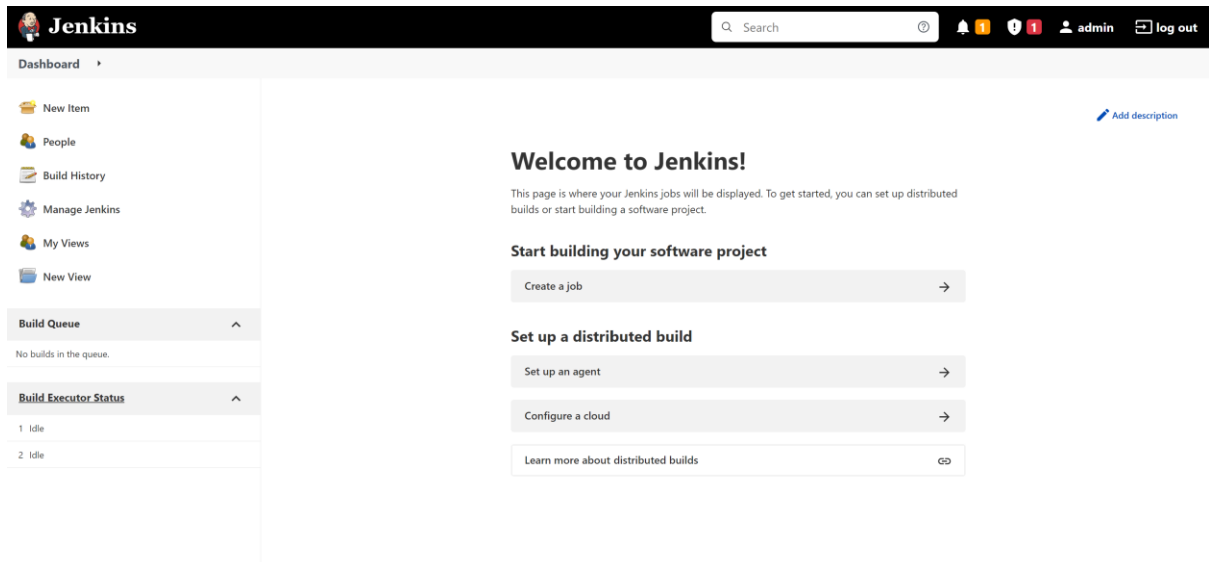 Jenkins
Search
1
1
admin
log out
Dashboard
New Item
People
Build History
Manage Jenkins
My Views
New View
Build Queue
No builds in the queue.
Build Executor Status
1 Idle
2 Idle
Add description
Welcome to Jenkins!
This page is where your Jenkins jobs will be displayed. To get started, you can set up distributed
builds or start building a software project.
Start building your software project
Create a job
Set up a distributed build
Set up an agent
Configure a cloud
Learn more about distributed builds